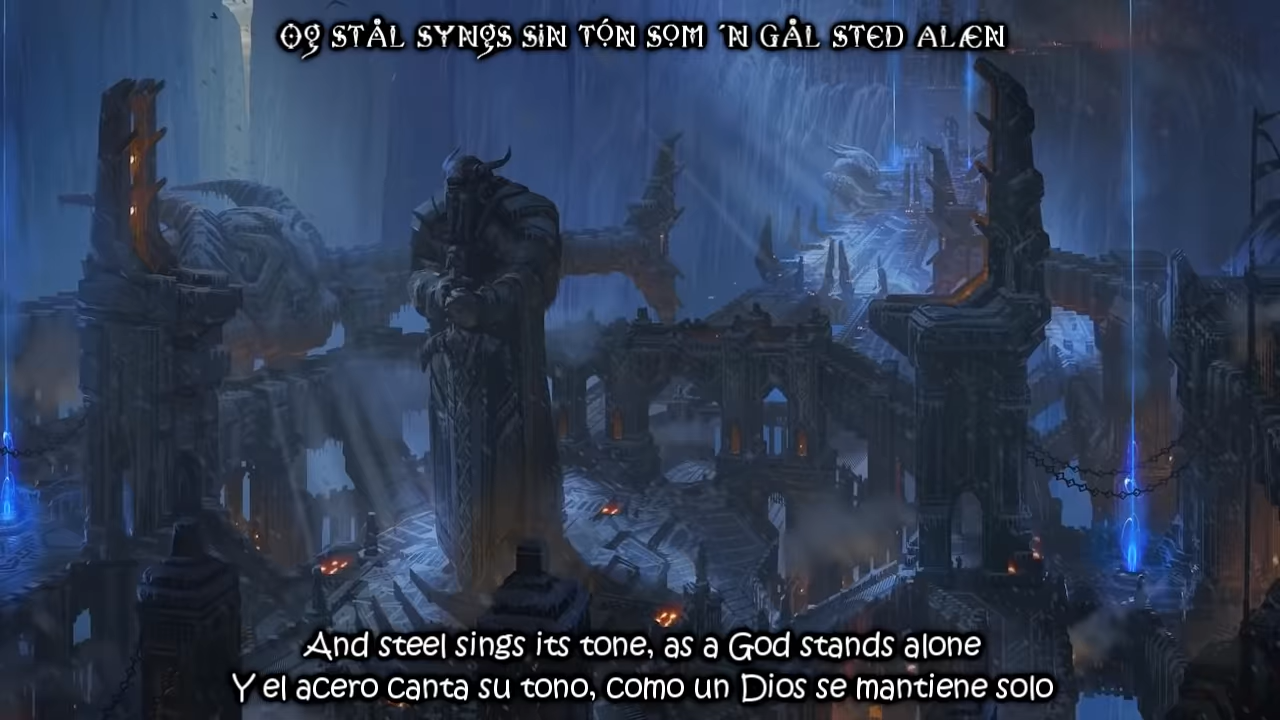 Og stål syngs sin tón som ´n gål sted alæn
And steel sings its tone, as a God stands alone
Y el acero canta su tono, como un Dios se mantiene solo